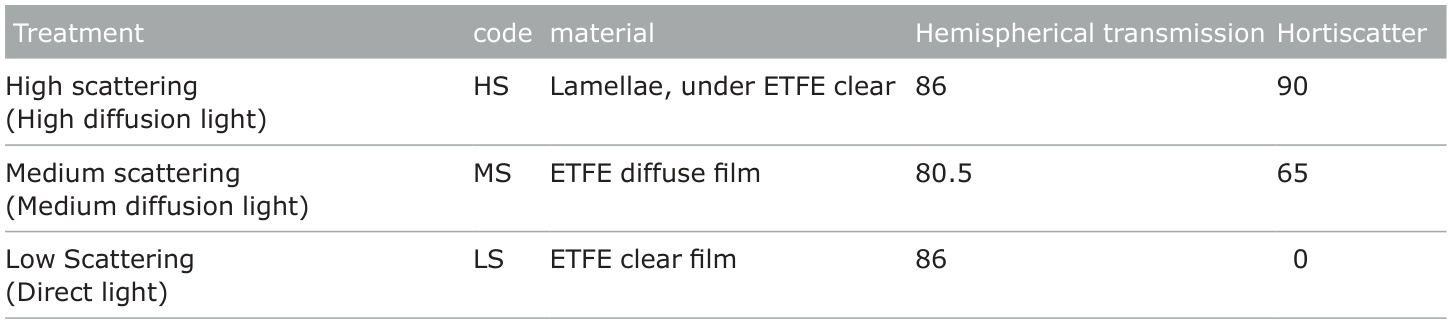 Treatment code material Hemispherical transmission Hortiscatter
High scattering HS Lamellae, under ETFE clear 86 90
(High diffusion light)
Medium scattering MS ETFE diffuse film 80.5 65
(Medium diffusion light)
Low Scattering LS ETFE clear film 86 0
(Direct light)